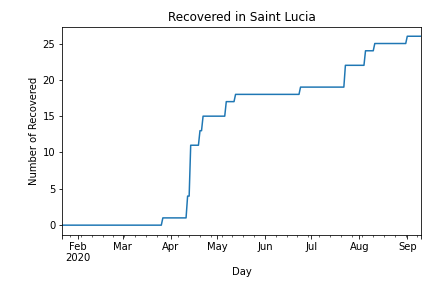 Recovered in Saint Lucia
Number of Recovered
25
20
15
10
5
0
Feb Mar Apr May Jun Jul Aug Sep
2020
Day